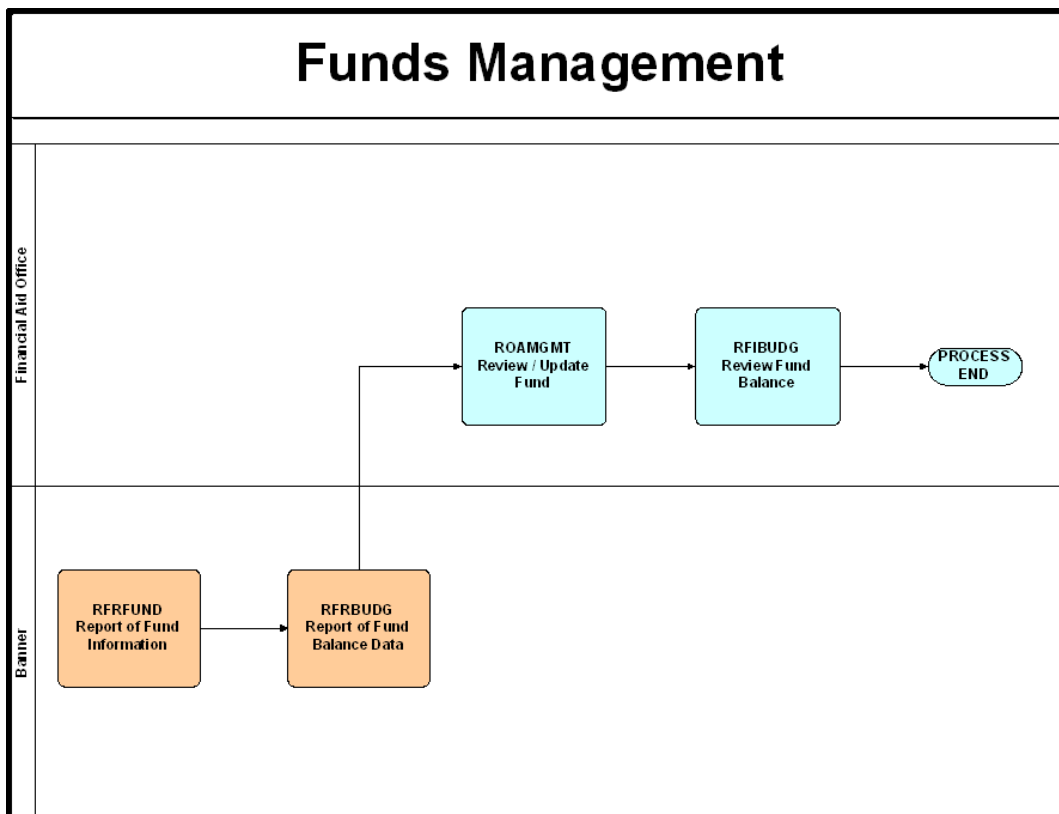 Funds Management
Financial Aid Office
ROAMGMT
Review / Update
Fund
RFIBUDG
Review Fund
Balance
PROCESS
END
Banner
RFRFUND
Report of Fund
Information
RFRBUDG
Report of Fund
Balance Data